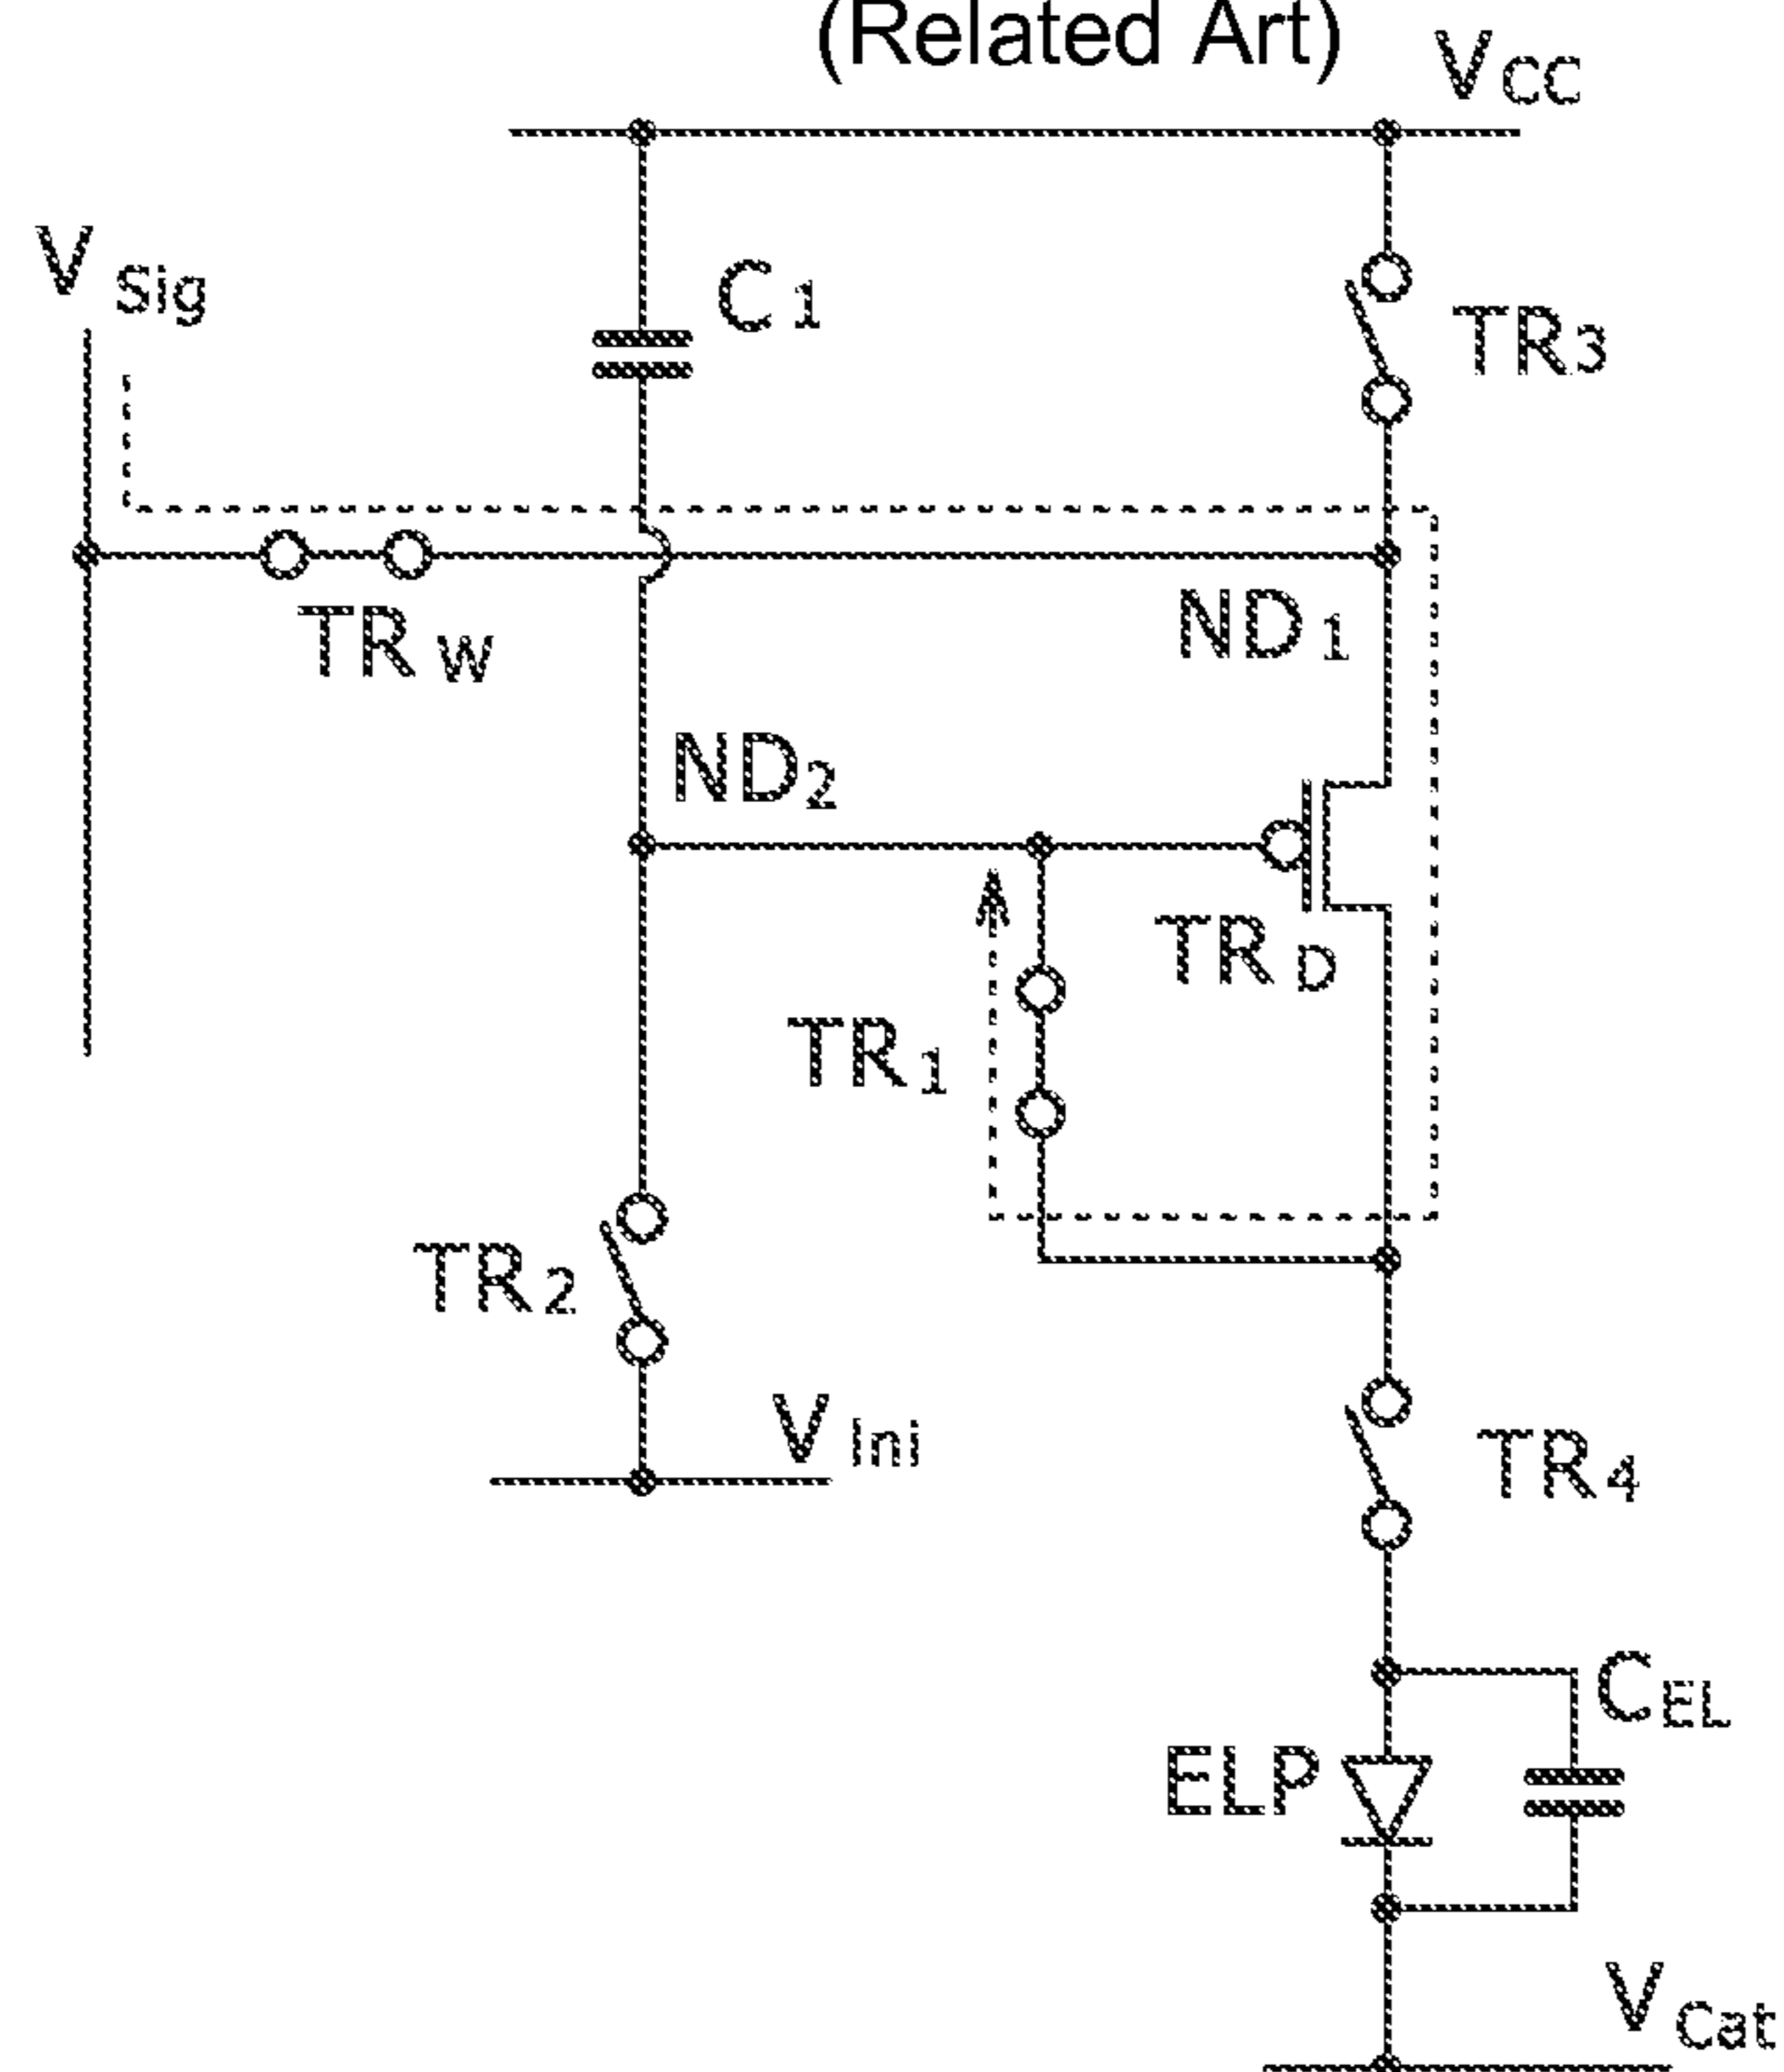 (Related Art)
VCC
VSig
C1
TR3
TRW
ND1
ND2
TRD
TR1
TR2
VIni
TR4
CEL
ELP
VCat